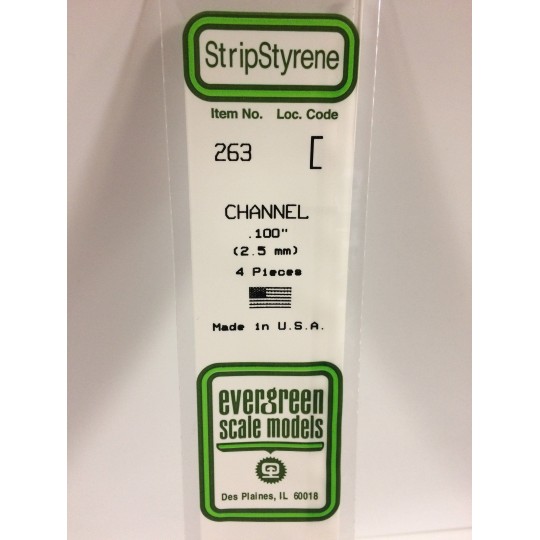 StripStyrene
Item No. Loc. Code
263 [
CHANNEL
.100"
(2.5 mm)
4 Pieces
Made in U.S.A.
evergreen
scale models
Des Plaines, IL 60018